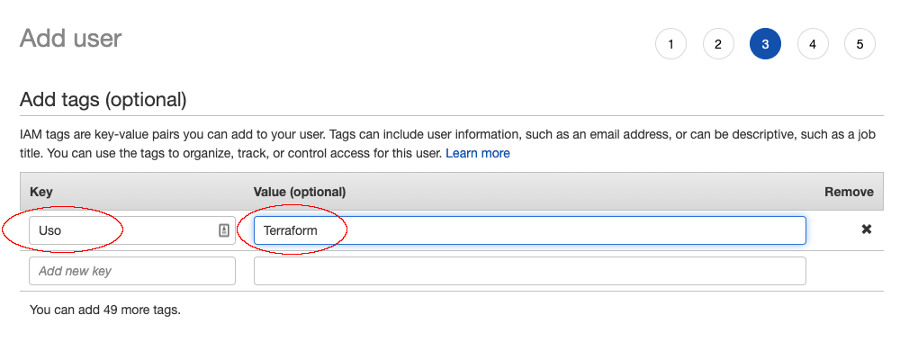 Add user
1 2 3 4 5
Add tags (optional)
IAM tags are key-value pairs you can add to your user. Tags can include user information, such as an email address, or can be descriptive, such as a job
title. You can use the tags to organize, track, or control access for this user. Learn more
Key Value (optional) Remove
Uso Terraform
Add new key
You can add 49 more tags.